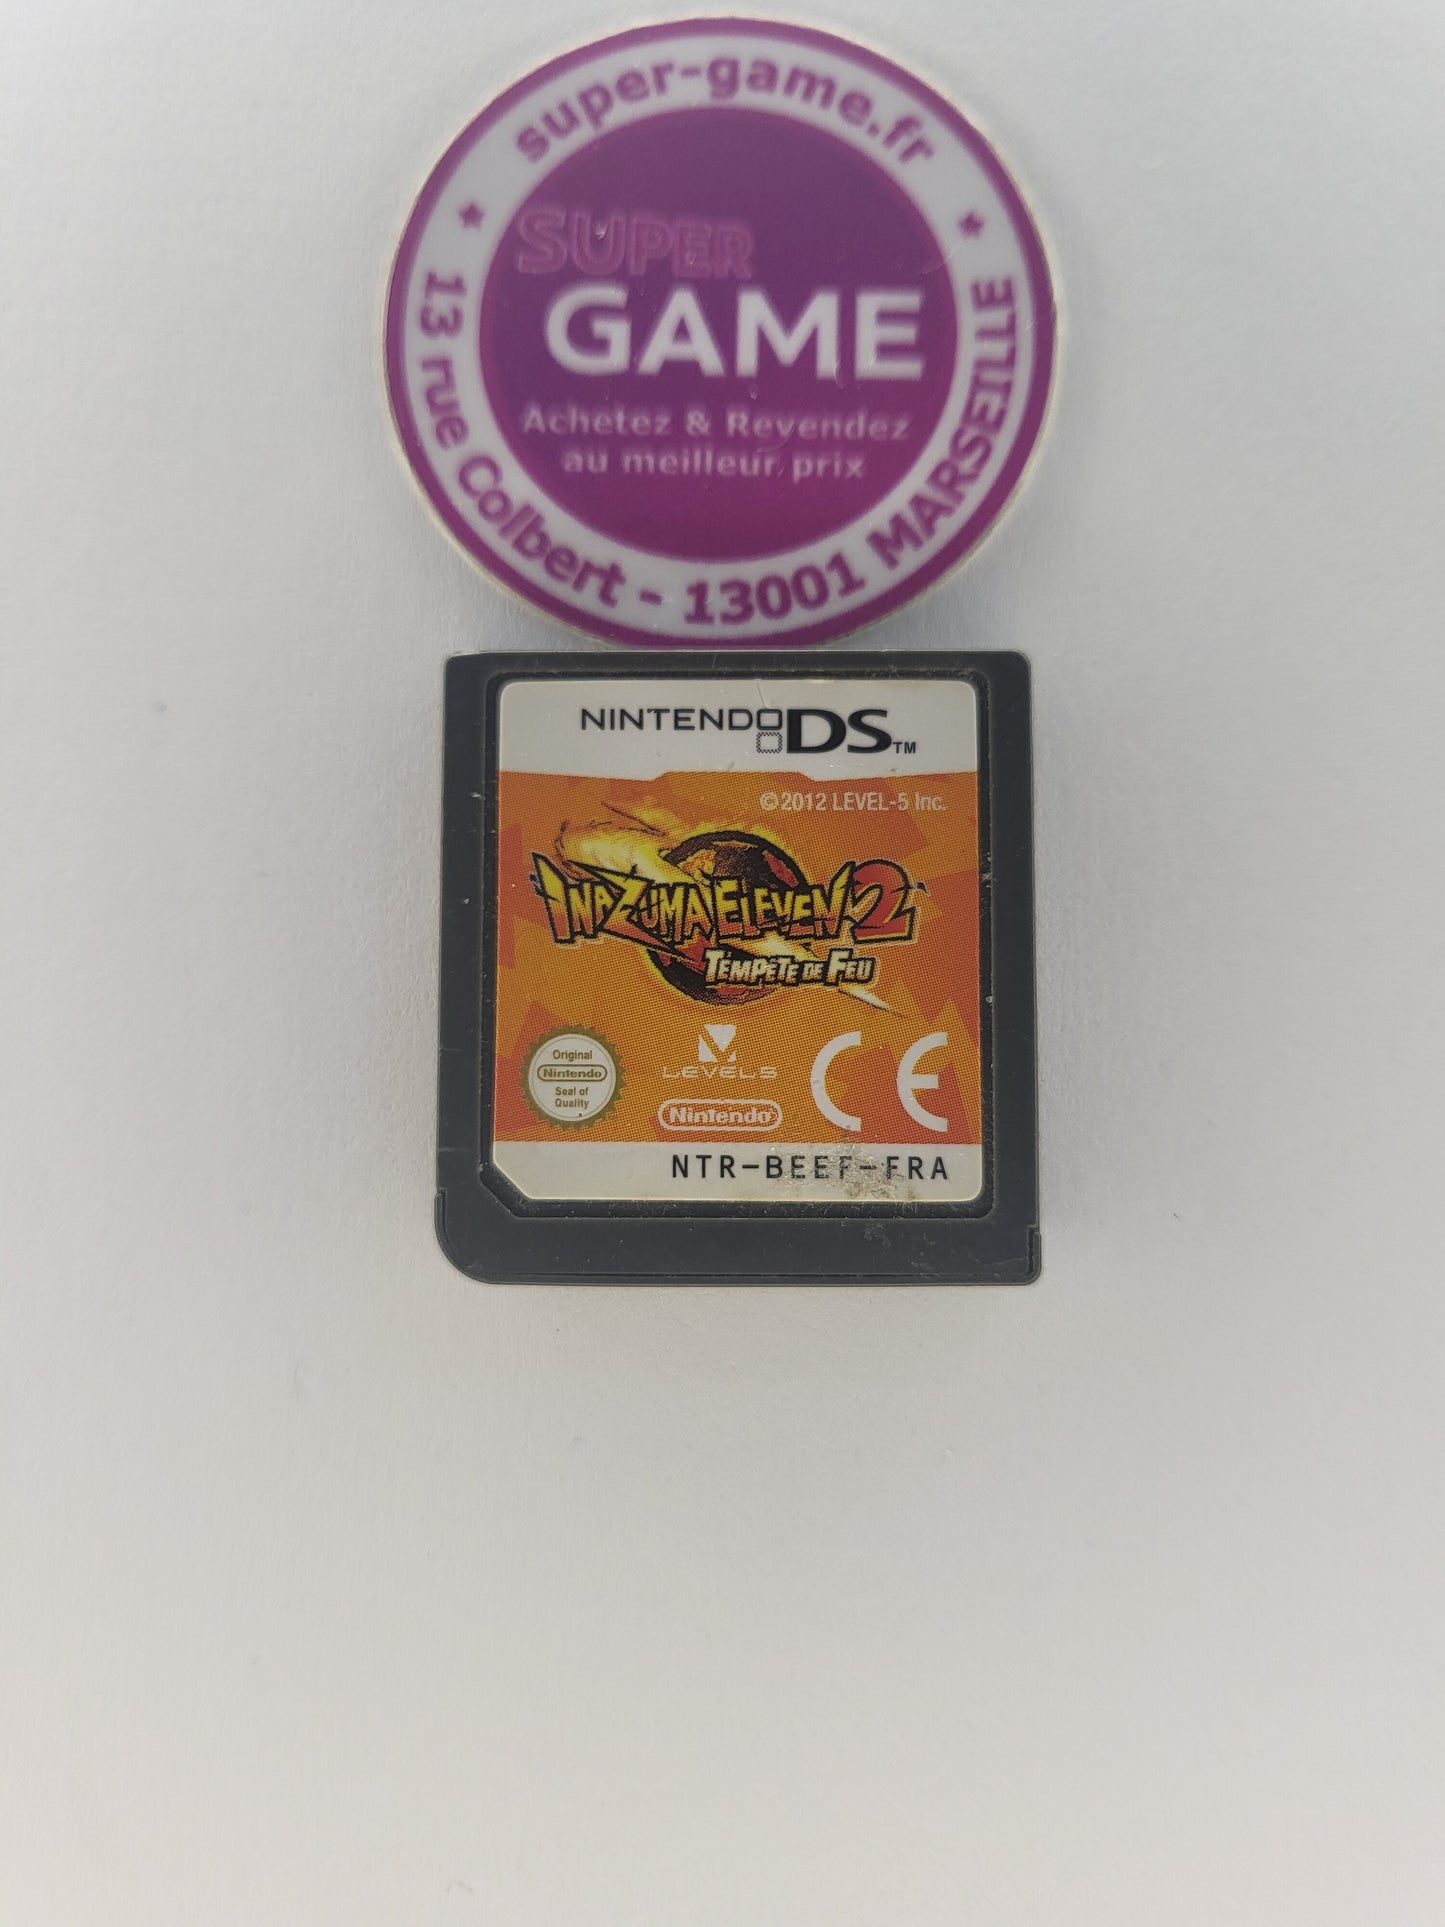 super-game.fr
SUPER
GAME
Achetez & Revendez
au meilleur prix
13 rue Colbert - 13001 MARSEILLE
NINTENDO DS™
©2012 LEVEL-5 Inc.
INAZUMA ELEVEN 2
TEMPÊTE DE FEU
Original
Nintendo
Seal of
Quality
LEVEL5
Nintendo
CE
NTR-BEEF-FRA